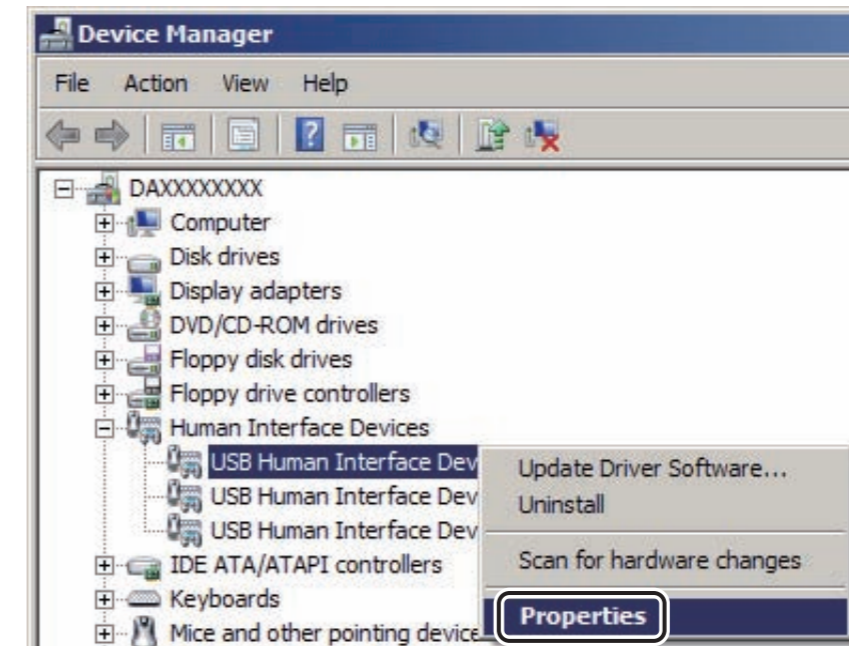 Device Manager
File Action View Help
DAXXXXXXXX
Computer
Disk drives
Display adapters
DVD/CD-ROM drives
Floppy disk drives
Floppy drive controllers
Human Interface Devices
USB Human Interface Dev
USB Human Interface Dev
USB Human Interface Dev
IDE ATA/ATAPI controllers
Keyboards
Mice and other pointing device
Update Driver Software...
Uninstall
Scan for hardware changes
Properties